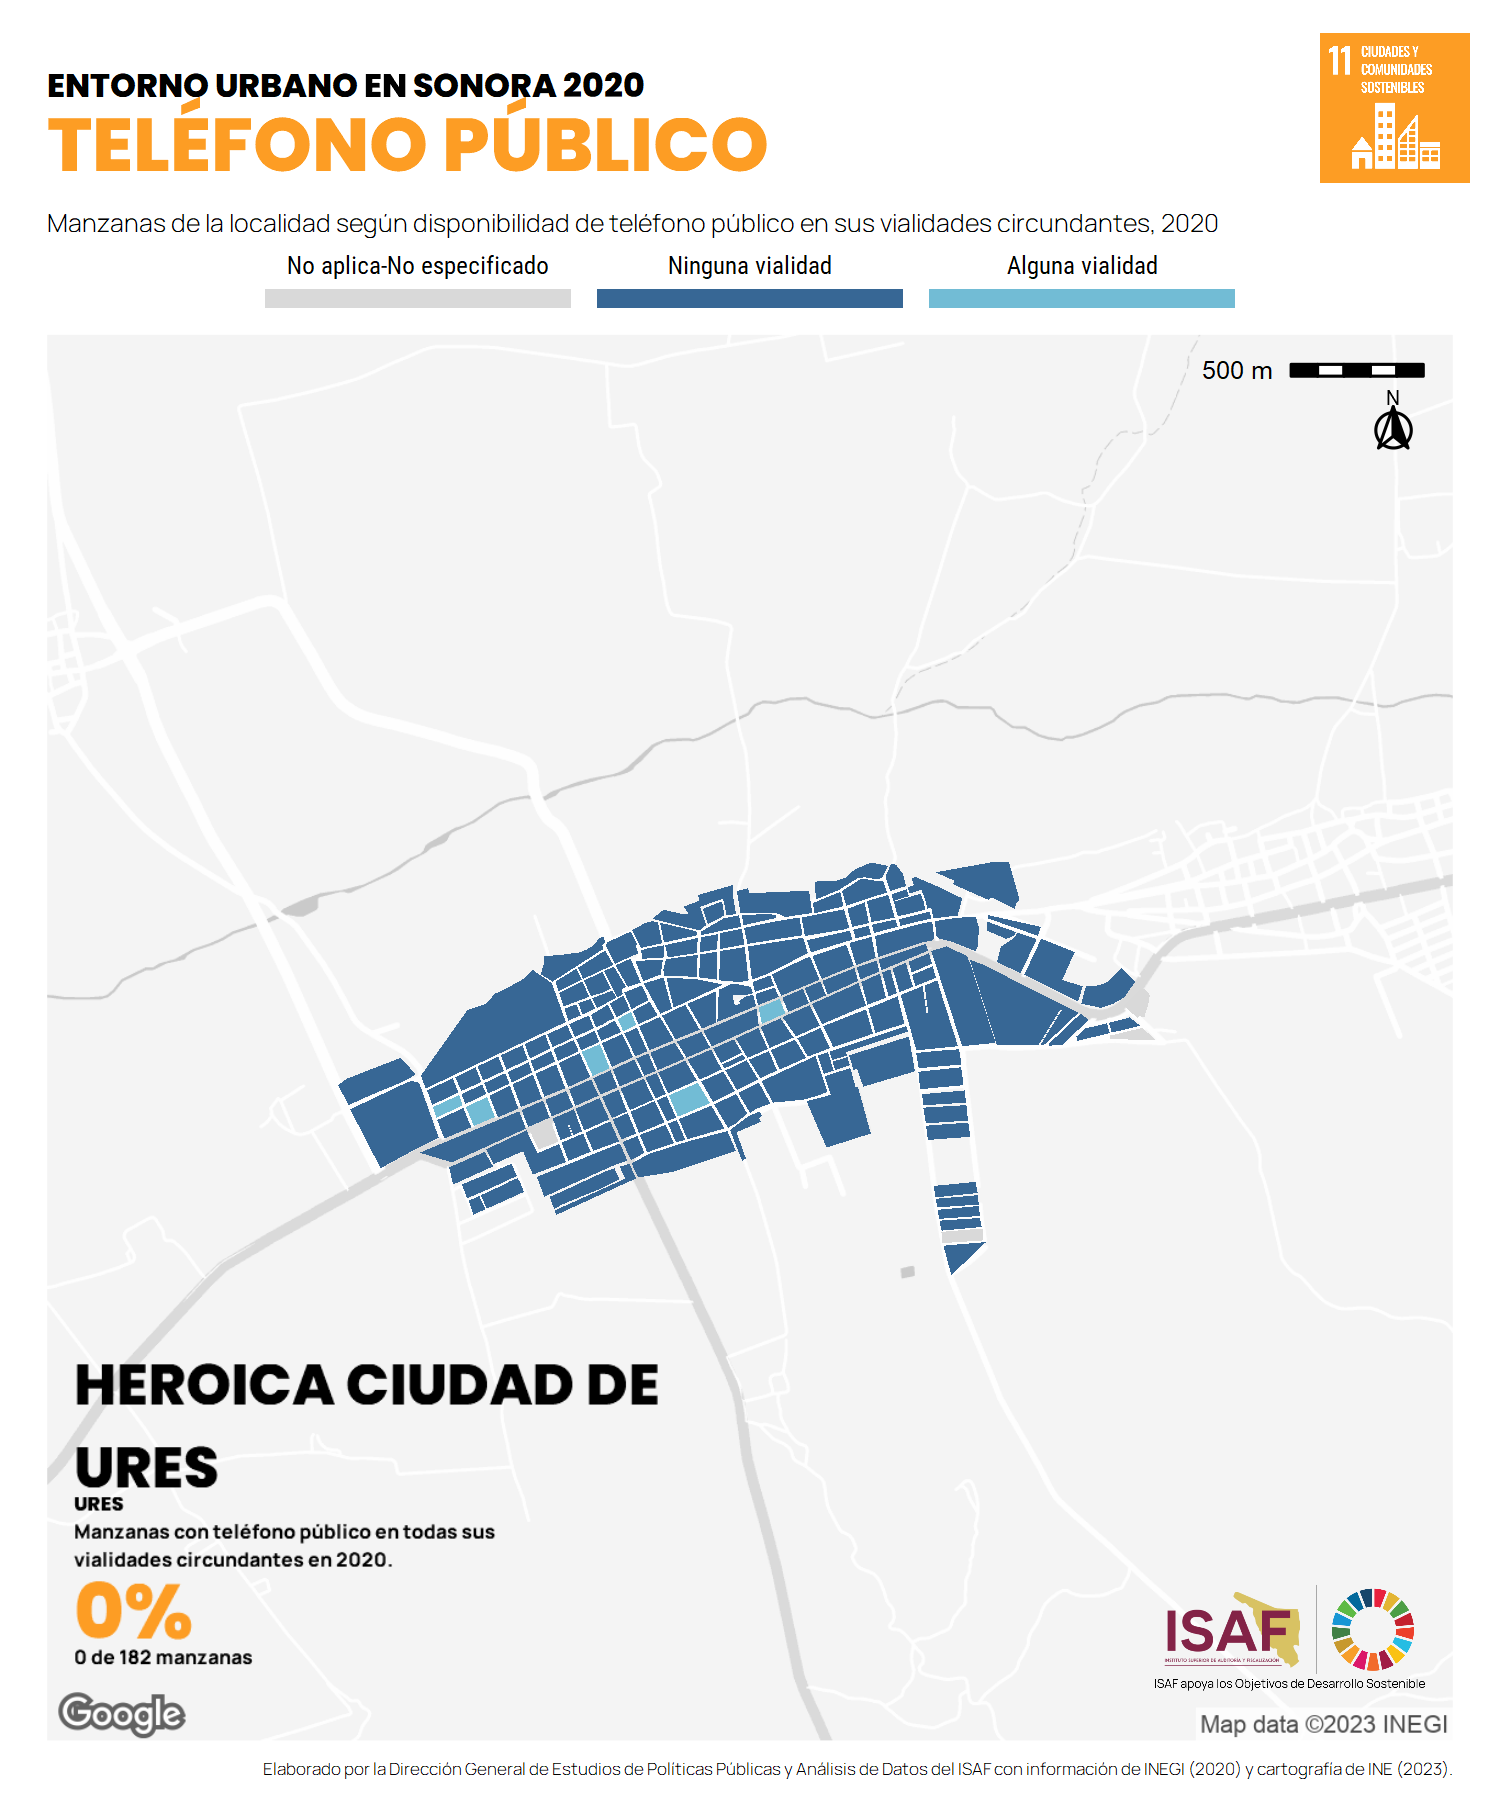 ENTORNO URBANO EN SONORA 2020
TELÉFONO PÚBLICO
11 CIUDADES Y
COMUNIDADES
SOSTENIBLES
Manzanas de la localidad según disponibilidad de teléfono público en sus vialidades circundantes, 2020
No aplica-No especificado
Ninguna vialidad
Alguna vialidad
500 m
N
HEROICA CIUDAD DE
URES
URES
Manzanas con teléfono público en todas sus
vialidades circundantes en 2020.
0%
0 de 182 manzanas
ISAF
INSTITUTO SUPERIOR DE AUDITORÍA Y FISCALIZACIÓN
ISAF apoya los Objetivos de Desarrollo Sostenible
Google
Map data ©2023 INEGI
Elaborado por la Dirección General de Estudios de Políticas Públicas y Análisis de Datos del ISAF con información de INEGI (2020) y cartografía de INE (2023).